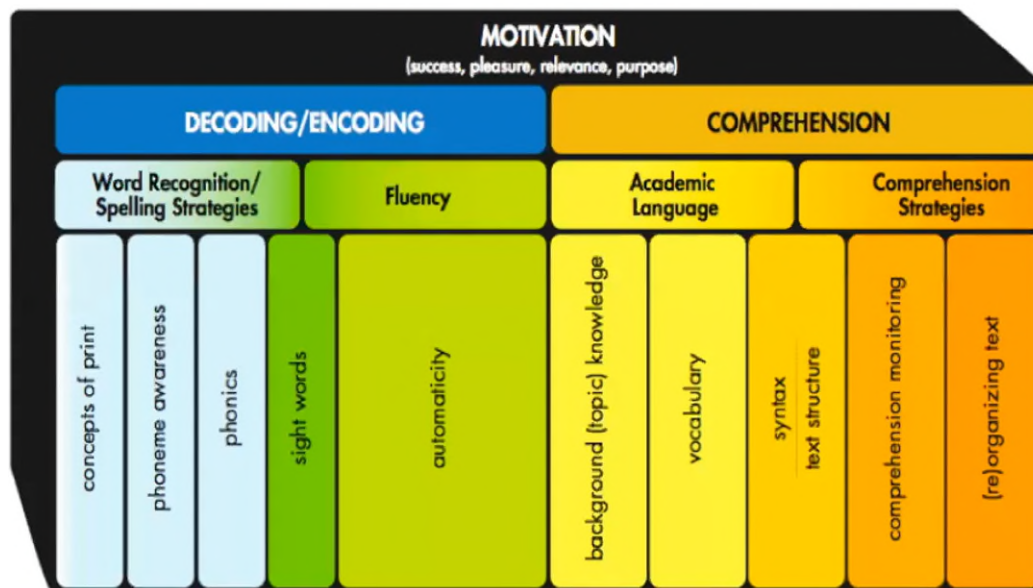 MOTIVATION
(success, pleasure, relevance, purpose)
DECODING/ENCODING
COMPREHENSION
Word Recognition/
Spelling Strategies
Fluency
Academic
Language
Comprehension
Strategies
concepts of print
phoneme awareness
phonics
sight words
automaticity
background (topic) knowledge
vocabulary
syntax
text structure
comprehension monitoring
(re)organizing text